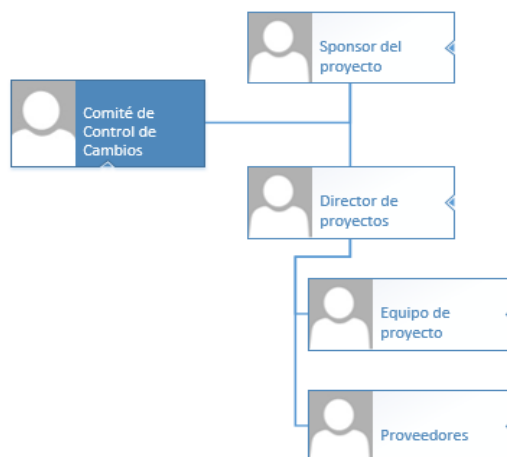 Sponsor del
proyecto
Comité de
Control de
Cambios
Director de
proyectos
Equipo de
proyecto
Proveedores